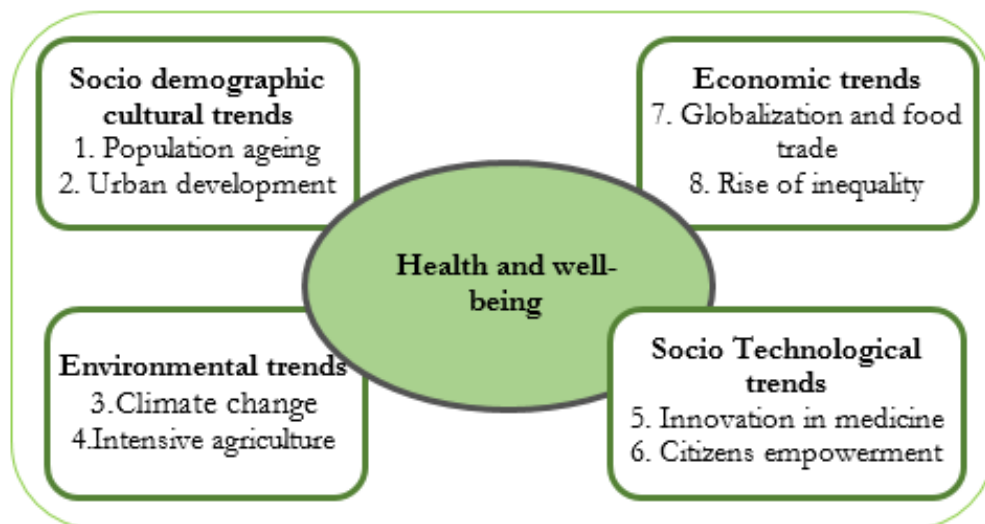 Socio demographic
cultural trends
1. Population ageing
2. Urban development
Economic trends
7. Globalization and food
trade
8. Rise of inequality
Health and well-
being
Environmental trends
3.Climate change
4.Intensive agriculture
Socio Technological
trends
5. Innovation in medicine
6. Citizens empowerment